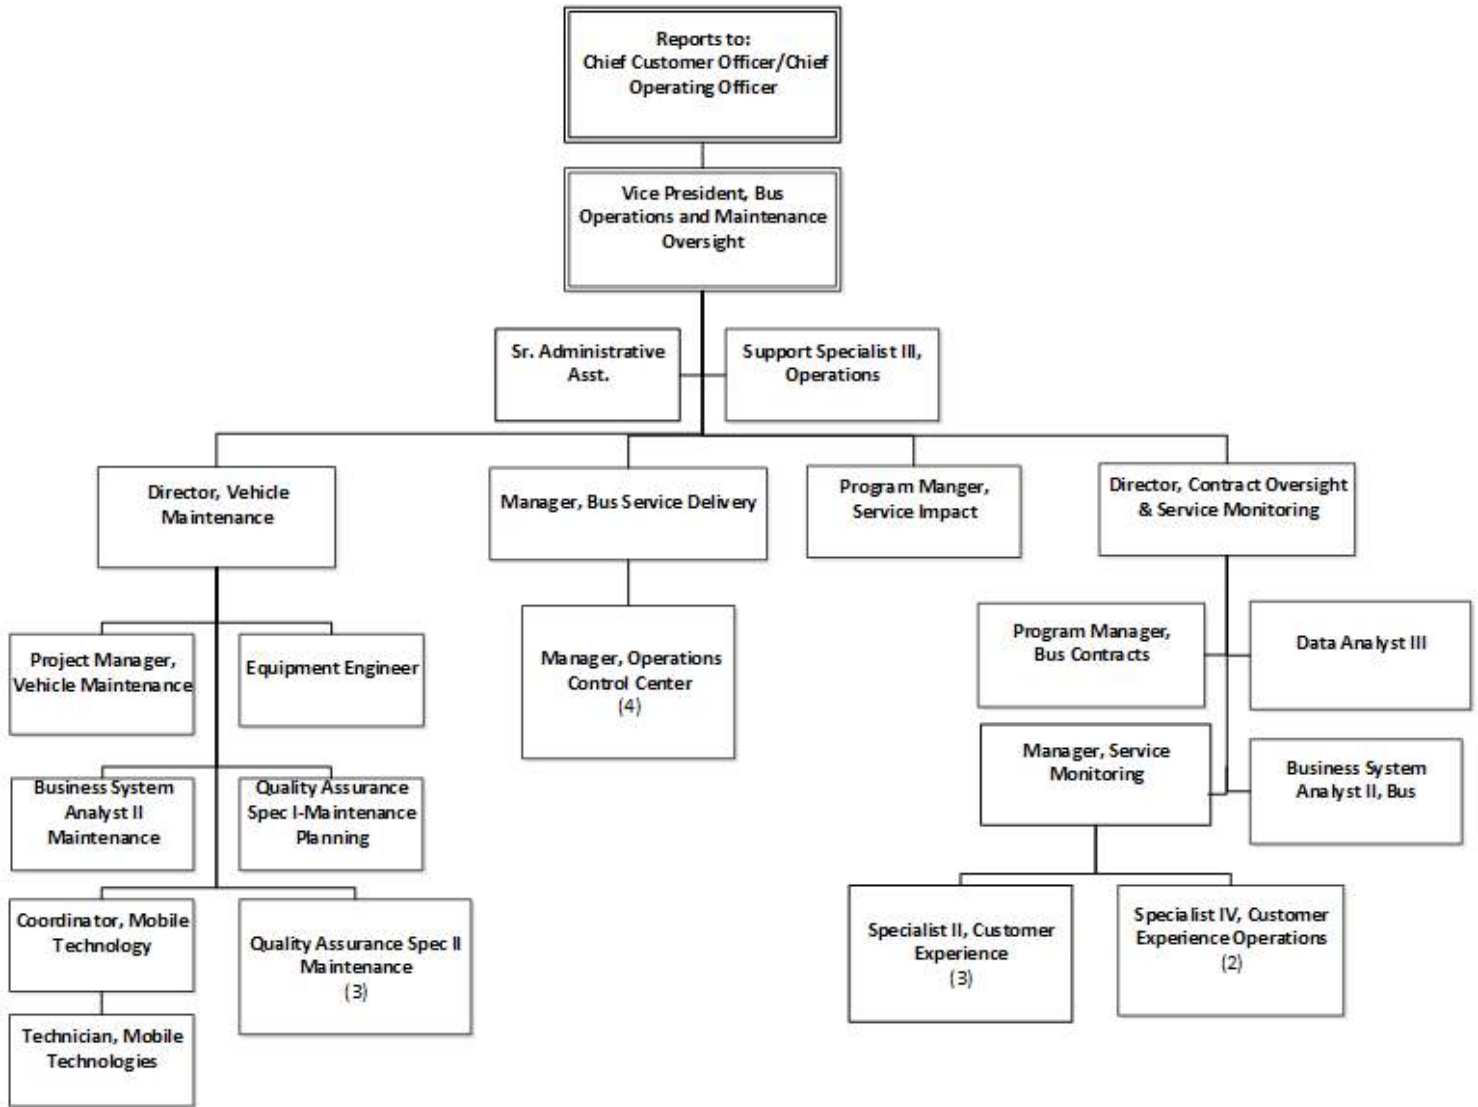 Reports to:
Chief Customer Officer/Chief
Operating Officer
Vice President, Bus
Operations and Maintenance
Oversight
Sr. Administrative
Asst.
Support Specialist III,
Operations
Director, Vehicle
Maintenance
Manager, Bus Service Delivery
Program Manger,
Service Impact
Director, Contract Oversight
& Service Monitoring
Project Manager,
Vehicle Maintenance
Equipment Engineer
Manager, Operations
Control Center
(4)
Program Manager,
Bus Contracts
Data Analyst III
Business System
Analyst II
Maintenance
Quality Assurance
Spec I-Maintenance
Planning
Manager, Service
Monitoring
Business System
Analyst II, Bus
Coordinator, Mobile
Technology
Quality Assurance Spec II
Maintenance
(3)
Specialist II, Customer
Experience
(3)
Specialist IV, Customer
Experience Operations
(2)
Technician, Mobile
Technologies